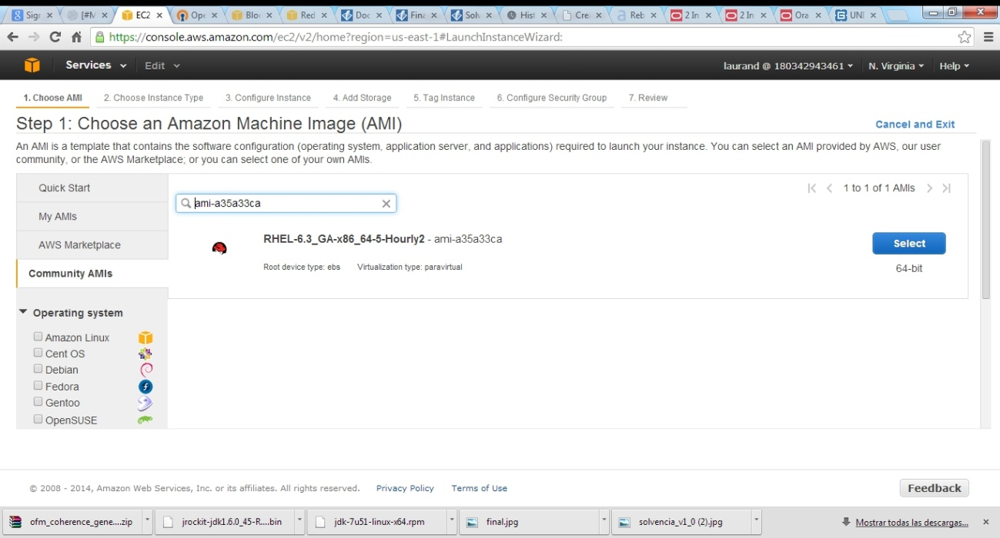 Sigr [#M EC2 Ope Blo Red Doc Fina Solv Hist Cre Reb 2 In 2 In Ora UNI
https://console.aws.amazon.com/ec2/v2/home?region=us-east-1#LaunchInstanceWizard:
Services Edit laurand @ 180342943461 N. Virginia Help
1. Choose AMI 2. Choose Instance Type 3. Configure Instance 4. Add Storage 5. Tag Instance 6. Configure Security Group 7. Review
Step 1: Choose an Amazon Machine Image (AMI)
Cancel and Exit
An AMI is a template that contains the software configuration (operating system, application server, and applications) required to launch your instance. You can select an AMI provided by AWS, our user
community, or the AWS Marketplace; or you can select one of your own AMIs.
Quick Start
My AMIs
AWS Marketplace
Community AMIs
Operating system
Amazon Linux
Cent OS
Debian
Fedora
Gentoo
OpenSUSE
1 to 1 of 1 AMIs
ami-a35a33ca
RHEL-6.3_GA-x86_64-5-Hourly2 - ami-a35a33ca
Root device type: ebs Virtualization type: paravirtual
Select
64-bit
© 2008 - 2014, Amazon Web Services, Inc. or its affiliates. All rights reserved. Privacy Policy Terms of Use
Feedback
ofm_coherence_gene....zip jrockit-jdk1.6.0_45-R....bin jdk-7u51-linux-x64.rpm final.jpg solvencia_v1_0 (2).jpg Mostrar todas las descargas...